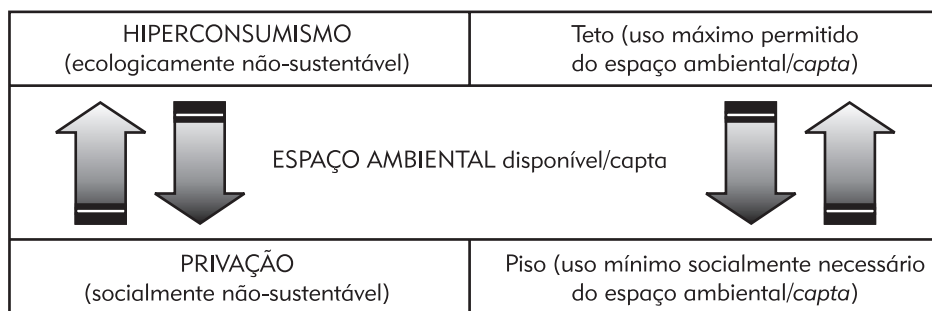 HIPERCONSUMISMO
(ecologicamente não-sustentável)
Teto (uso máximo permitido
do espaço ambiental/capta)
ESPAÇO AMBIENTAL disponível/capta
PRIVAÇÃO
(socialmente não-sustentável)
Piso (uso mínimo socialmente necessário
do espaço ambiental/capta)